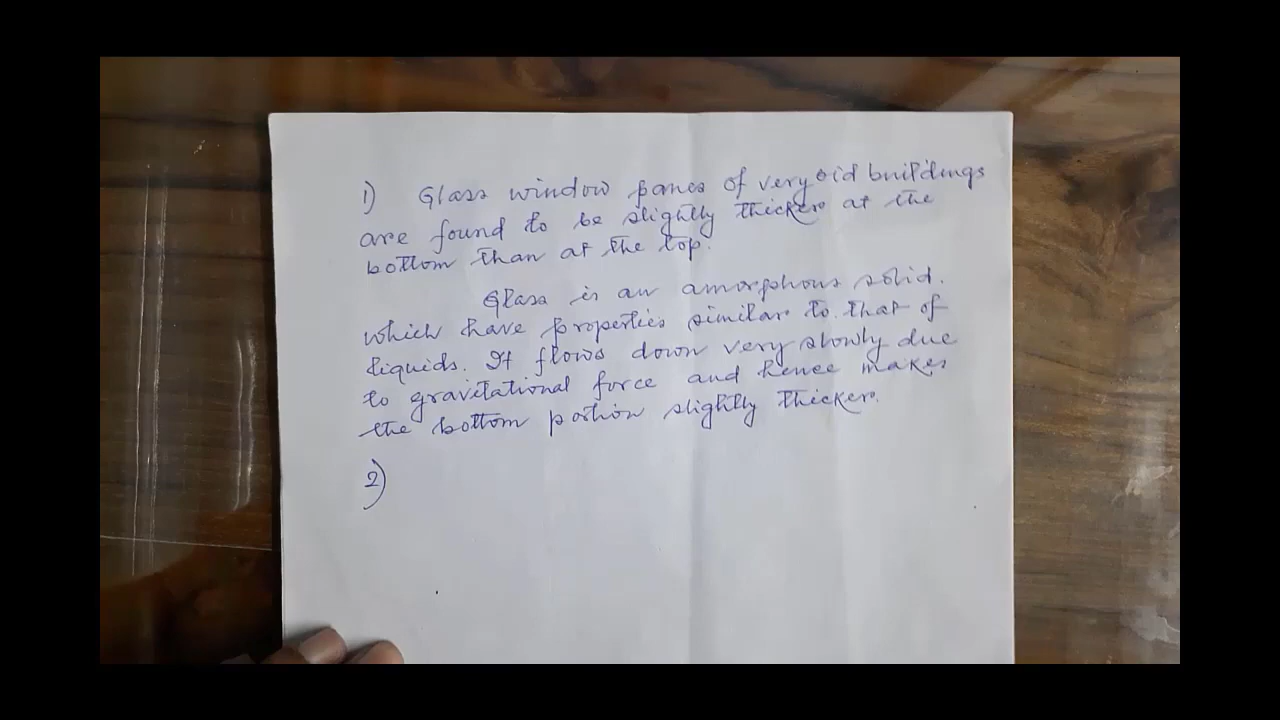 1) Glass window panes of very old buildings
are found to be slightly thicker at the
bottom than at the top.
Glass is an amorphous solid.
which have properties similar to that of
liquids. It flows down very slowly due
to gravitational force and hence makes
the bottom portion slightly thicker.
2)